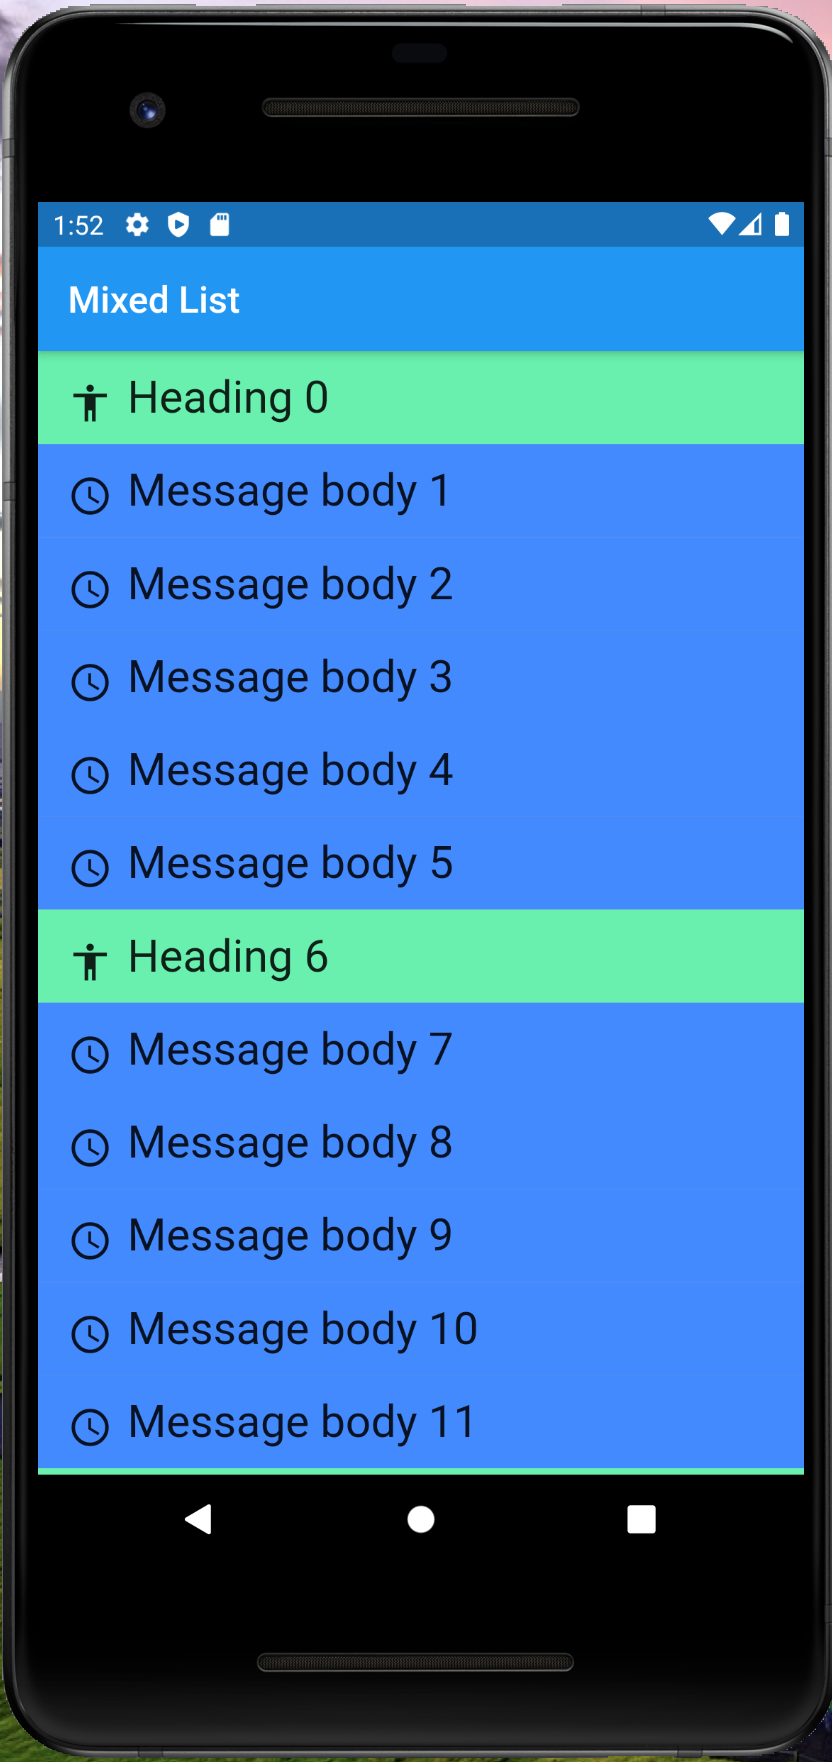 1:52
Mixed List
Heading 0
Message body 1
Message body 2
Message body 3
Message body 4
Message body 5
Heading 6
Message body 7
Message body 8
Message body 9
Message body 10
Message body 11